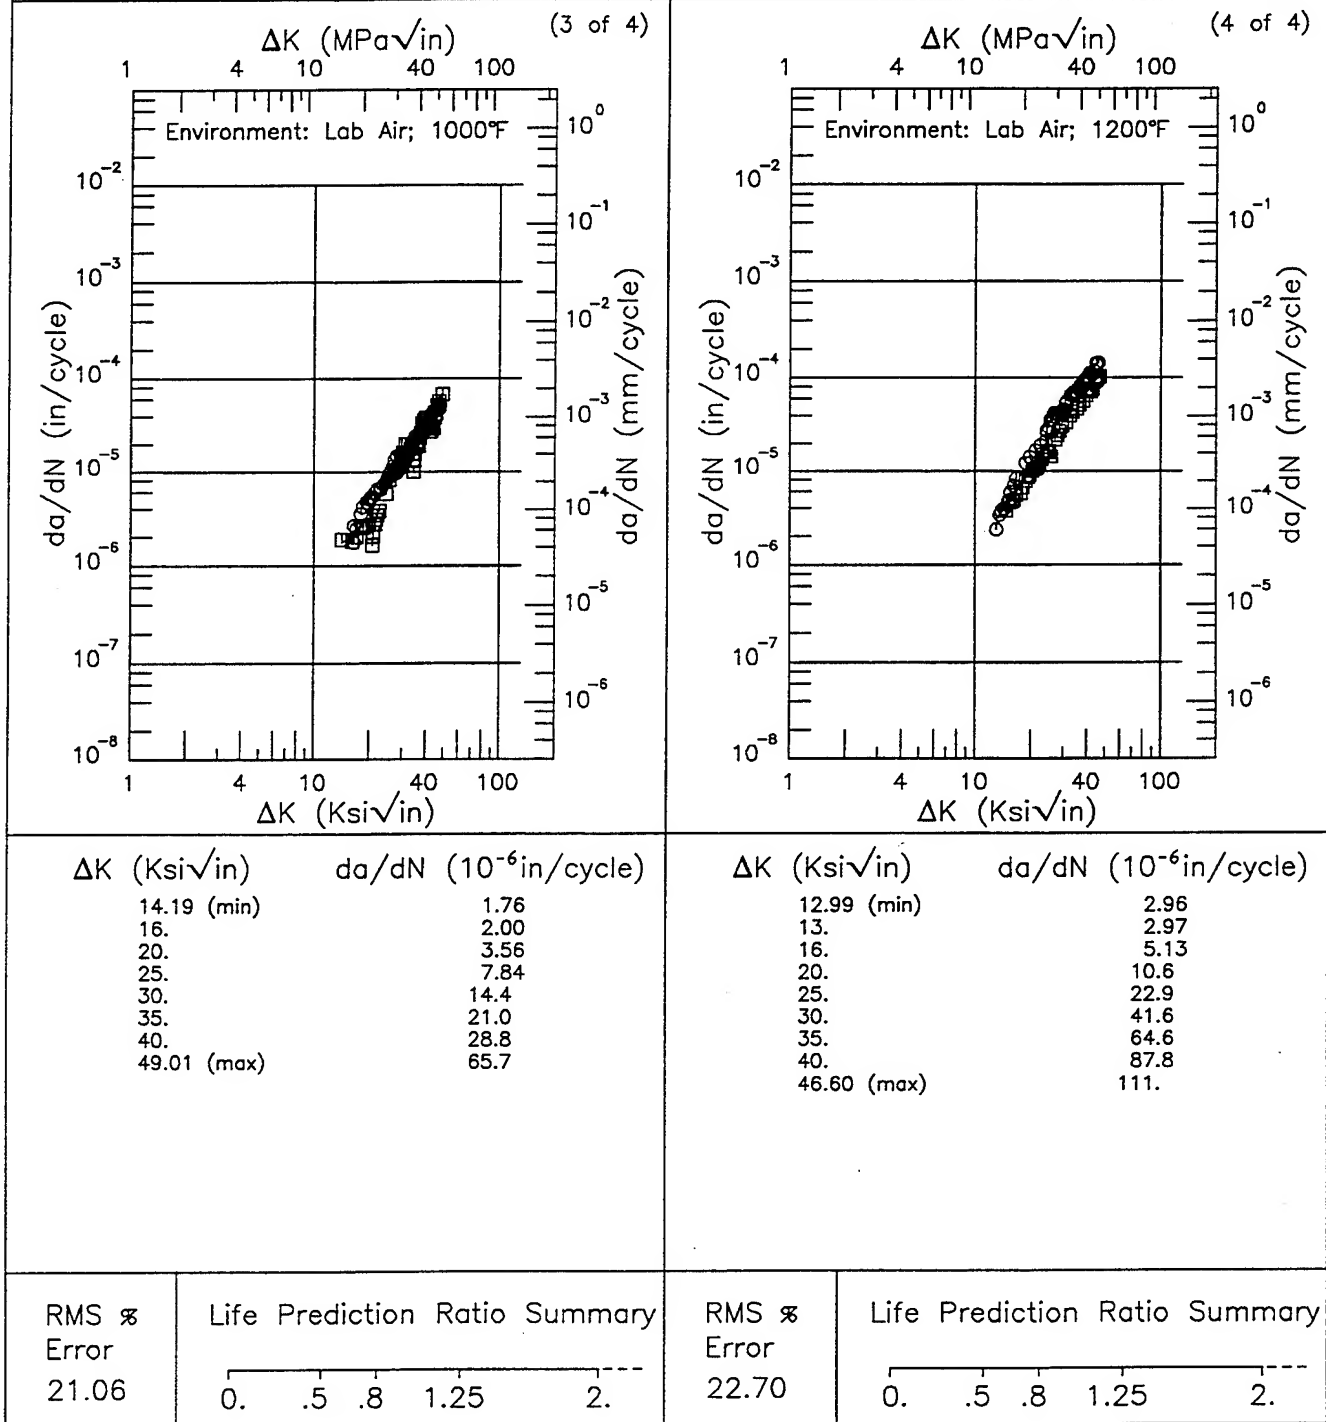 (3 of 4)
ΔK (MPa√in)
1 4 10 40 100
Environment: Lab Air; 1000°F
da/dN (in/cycle)
10⁻²
10⁻³
10⁻⁴
10⁻⁵
10⁻⁶
10⁻⁷
10⁻⁸
da/dN (mm/cycle)
10⁰
10⁻¹
10⁻²
10⁻³
10⁻⁴
10⁻⁵
10⁻⁶
1 4 10 40 100
ΔK (Ksi√in)
ΔK (Ksi√in) da/dN (10⁻⁶in/cycle)
14.19 (min) 1.76
16. 2.00
20. 3.56
25. 7.84
30. 14.4
35. 21.0
40. 28.8
49.01 (max) 65.7
RMS %
Error
21.06
Life Prediction Ratio Summary
0. .5 .8 1.25 2.
(4 of 4)
ΔK (MPa√in)
1 4 10 40 100
Environment: Lab Air; 1200°F
da/dN (in/cycle)
10⁻²
10⁻³
10⁻⁴
10⁻⁵
10⁻⁶
10⁻⁷
10⁻⁸
da/dN (mm/cycle)
10⁰
10⁻¹
10⁻²
10⁻³
10⁻⁴
10⁻⁵
10⁻⁶
1 4 10 40 100
ΔK (Ksi√in)
ΔK (Ksi√in) da/dN (10⁻⁶in/cycle)
12.99 (min) 2.96
13. 2.97
16. 5.13
20. 10.6
25. 22.9
30. 41.6
35. 64.6
40. 87.8
46.60 (max) 111.
RMS %
Error
22.70
Life Prediction Ratio Summary
0. .5 .8 1.25 2.